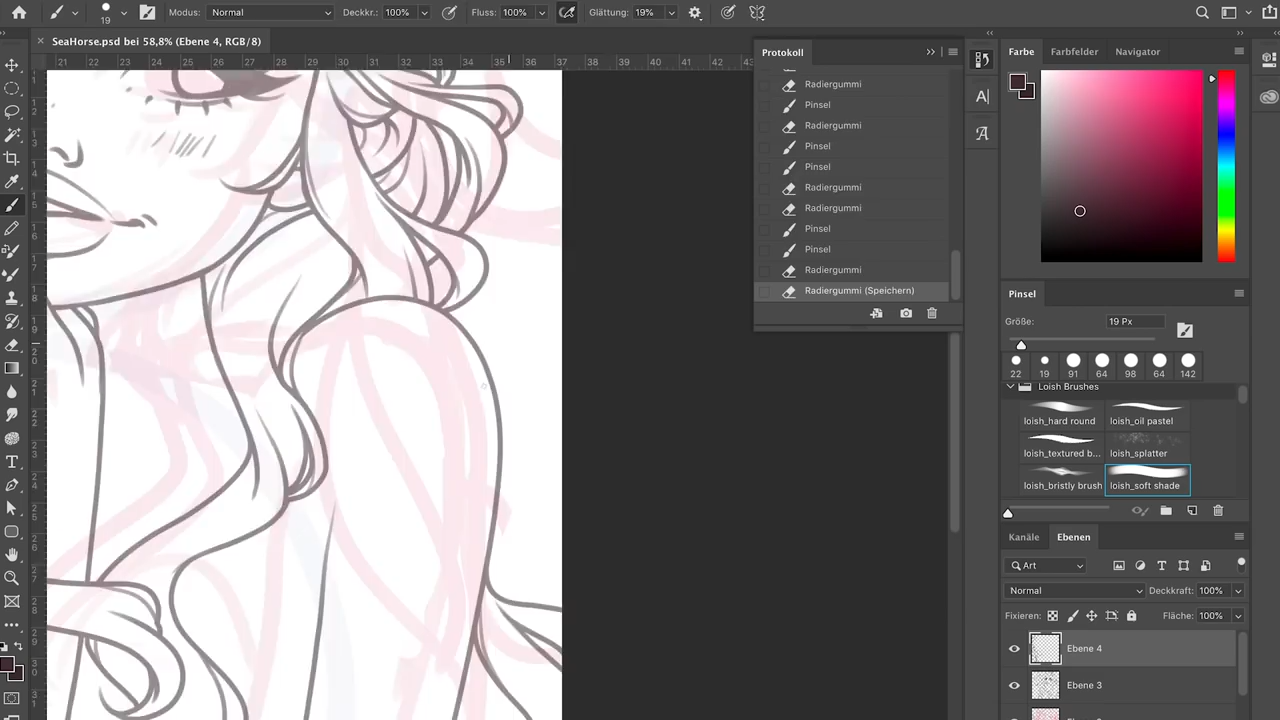 19 Modus: Normal Deckkr.: 100% Fluss: 100% Glättung: 19%
SeaHorse.psd bei 58,8% (Ebene 4, RGB/8)
21 22 23 24 25 26 27 28 29 30 31 32 33 34 35 36 37 38 39 40 41 42 43
Protokoll
Radiergummi
Pinsel
Radiergummi
Pinsel
Pinsel
Radiergummi
Radiergummi
Pinsel
Pinsel
Radiergummi
Radiergummi (Speichern)
Farbe Farbfelder Navigator
Pinsel
Größe: 19 Px
22 19 91 64 98 64 142
Loish Brushes
loish_hard round loish_oil pastel
loish_textured b... loish_splatter
loish_bristly brush loish_soft shade
Kanäle Ebenen
Art
Normal Deckkraft: 100%
Fixieren: Fläche: 100%
Ebene 4
Ebene 3